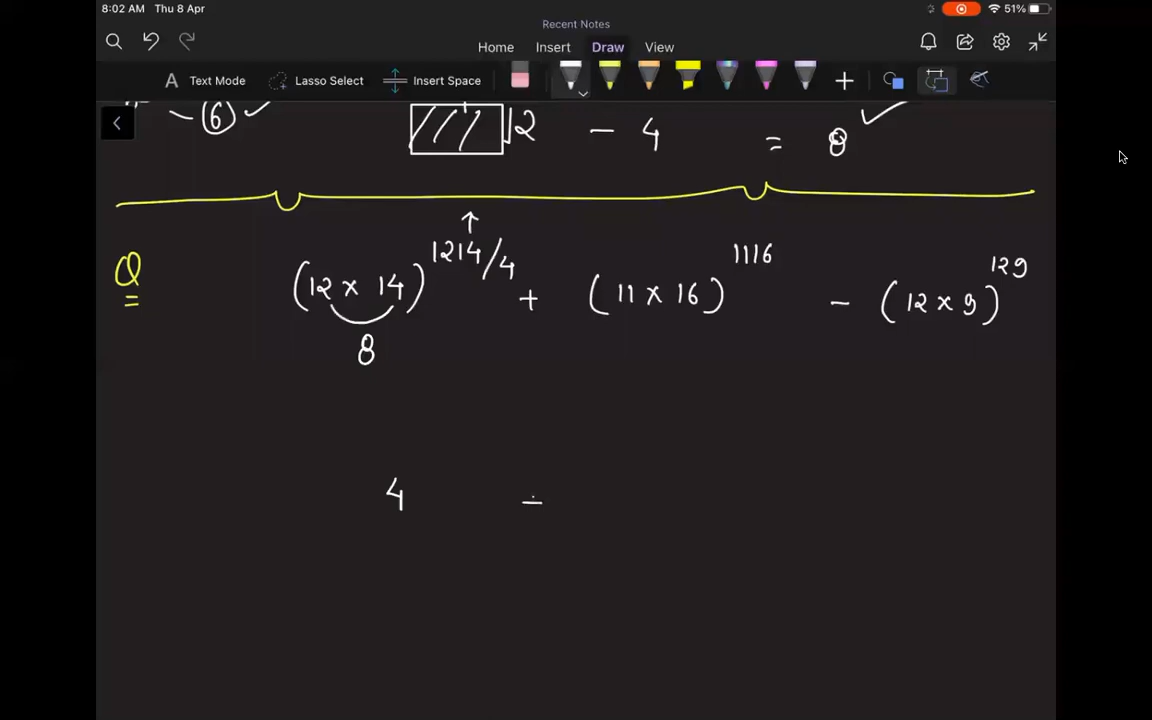 8:02 AM Thu 8 Apr
51%
Recent Notes
Home Insert Draw View
Text Mode Lasso Select Insert Space
- 6 2 - 4 = 8
Q (12 x 14)^1214/4 + (11 x 16)^1116 - (12 x 9)^129
8
4 -